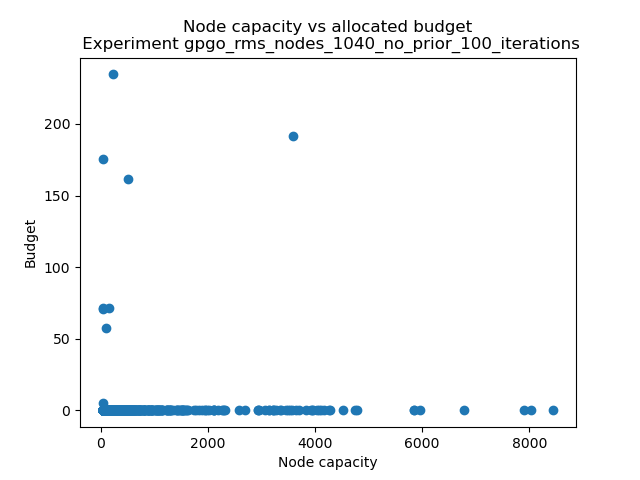 Node capacity vs allocated budget
Experiment gpgo_rms_nodes_1040_no_prior_100_iterations
Budget
200
150
100
50
0
0 2000 4000 6000 8000
Node capacity